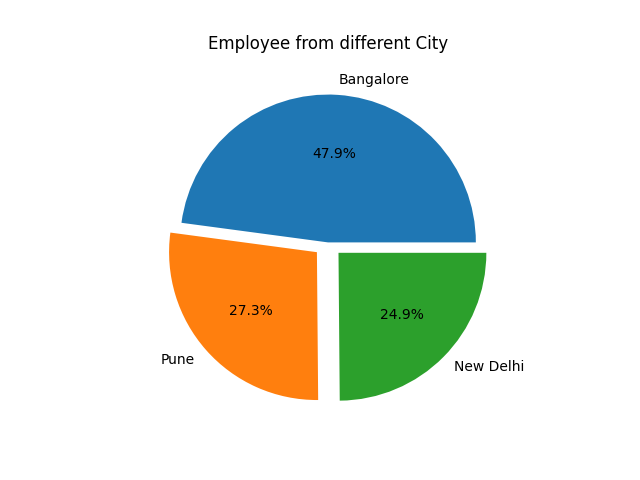 Employee from different City
Bangalore
47.9%
27.3%
24.9%
Pune
New Delhi